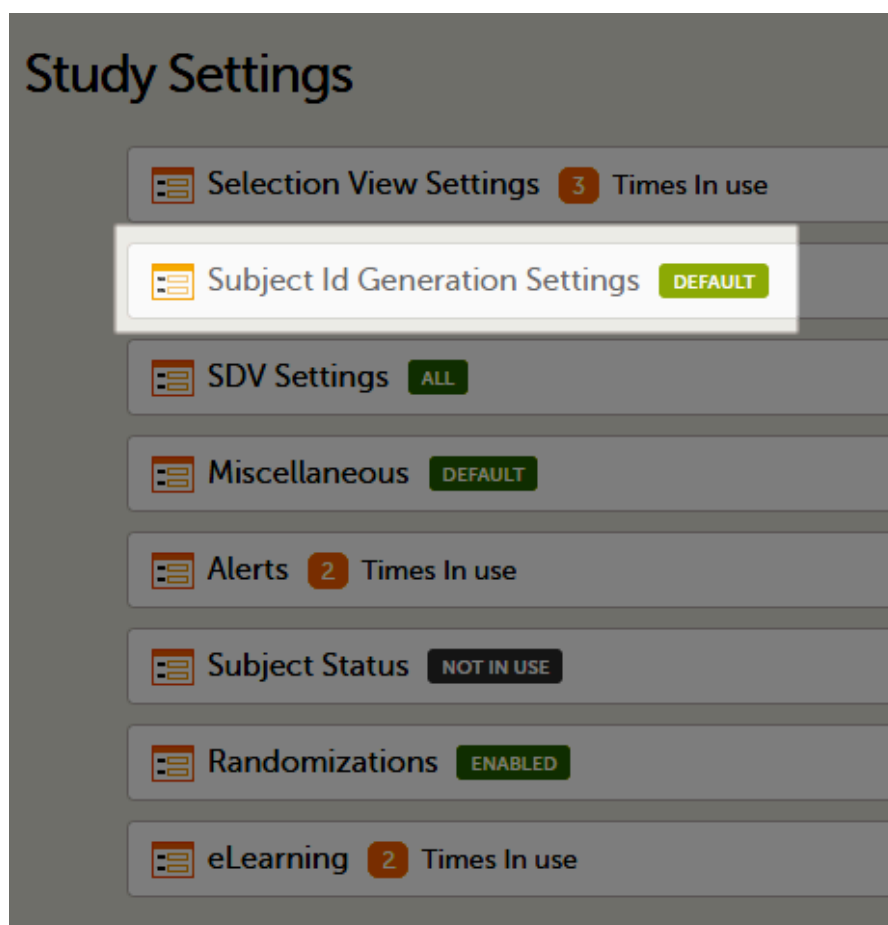 Study Settings
Selection View Settings 3 Times In use
Subject Id Generation Settings DEFAULT
SDV Settings ALL
Miscellaneous DEFAULT
Alerts 2 Times In use
Subject Status NOT IN USE
Randomizations ENABLED
eLearning 2 Times In use